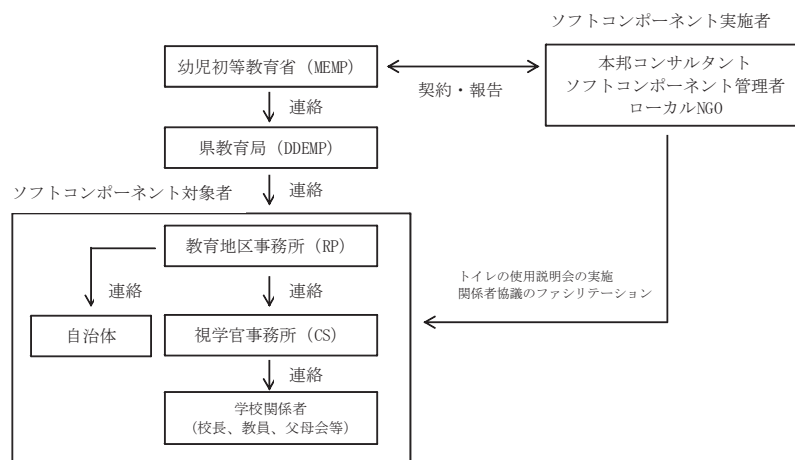 ソフトコンポーネント実施者
幼児初等教育省 (MEMP)
契約・報告
本邦コンサルタント
ソフトコンポーネント管理者
ローカルNGO
連絡
県教育局 (DDEMP)
連絡
ソフトコンポーネント対象者
教育地区事務所 (RP)
連絡
連絡
トイレの使用説明会の実施
関係者協議のファシリテーション
自治体
視学官事務所 (CS)
連絡
学校関係者
(校長、教員、父母会等)